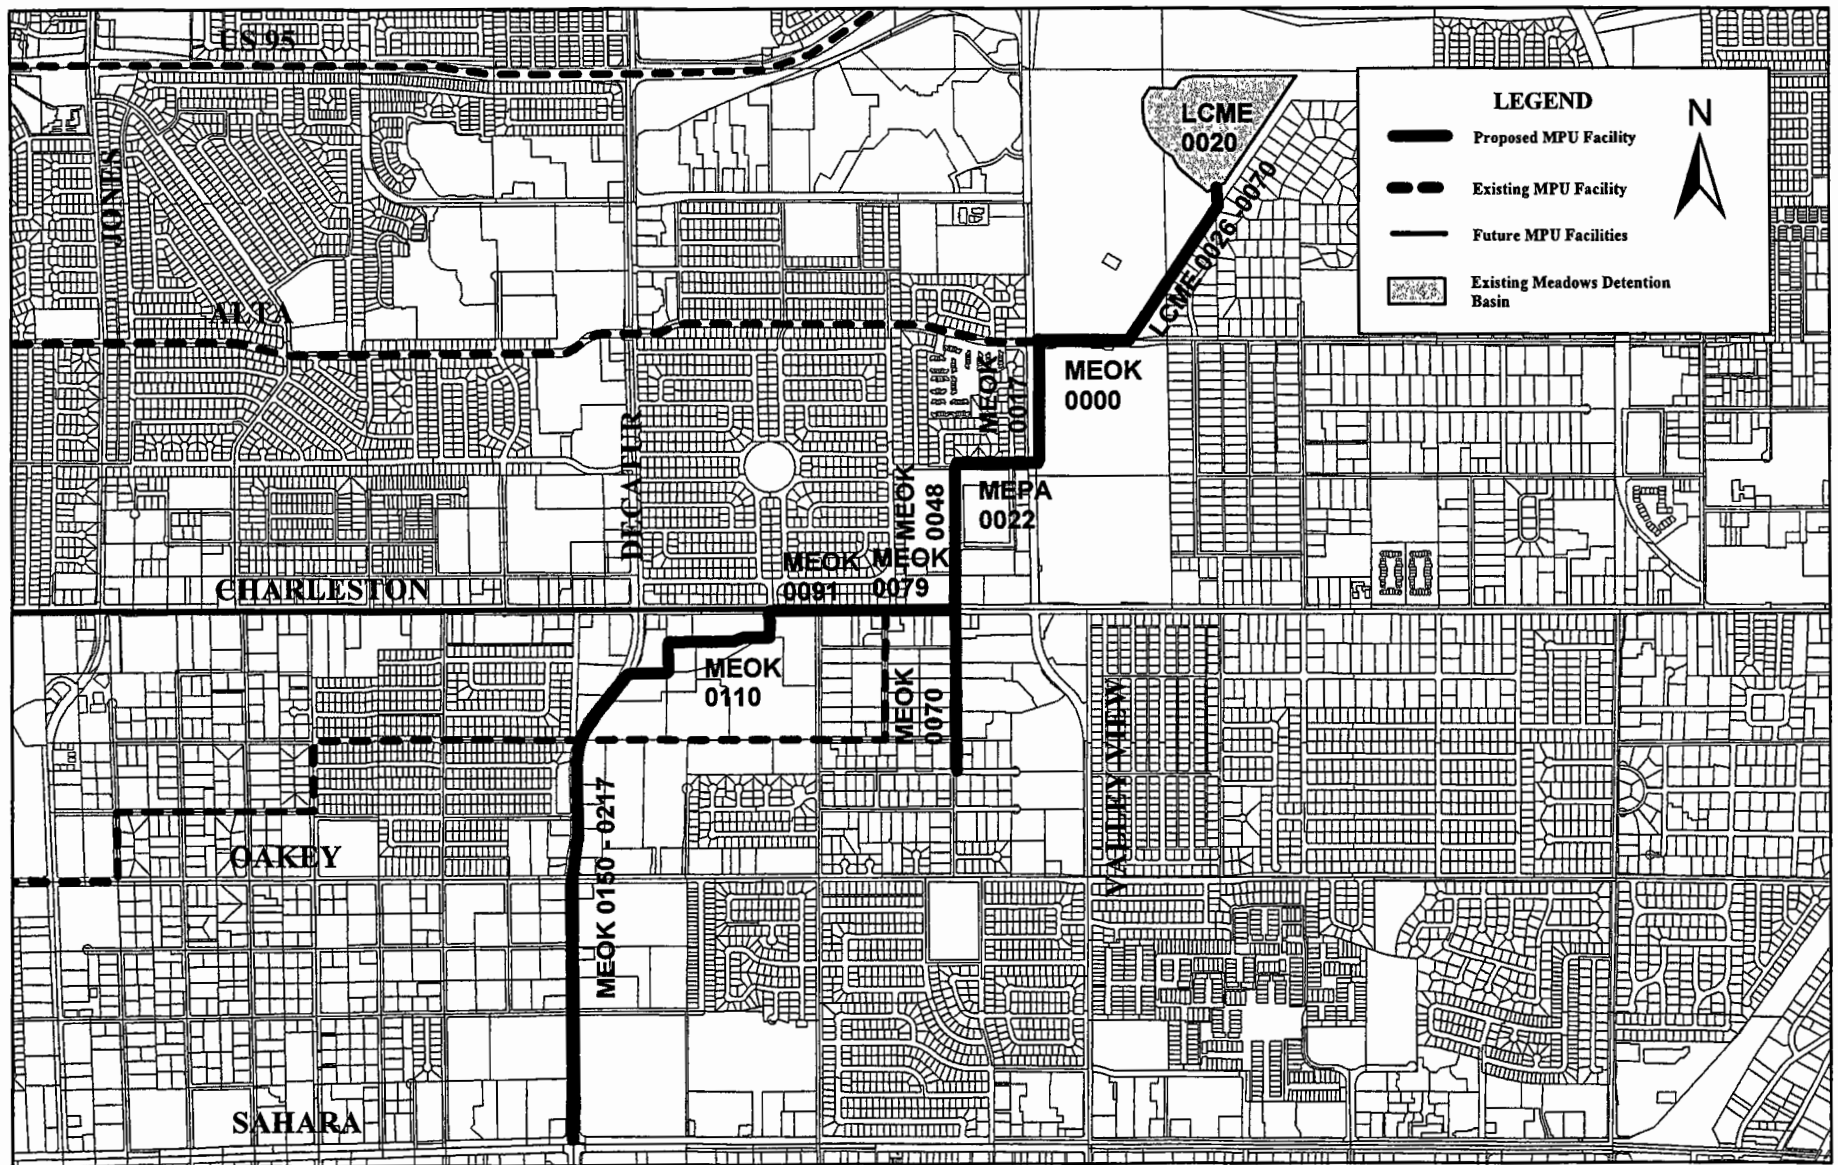 US 95
LEGEND
N
Proposed MPU Facility
Existing MPU Facility
Future MPU Facilities
Existing Meadows Detention
Basin
LCME
0020
JONES
LCME 0026 -0070
ALTA
MEOK
0000
MEOK
0017
DECATUR
MEOK
0048
MEPA
0022
MEOK
0091
MEOK
0079
CHARLESTON
MEOK
0110
MEOK
0070
VALLEY VIEW
MEOK 0150 - 0217
OAKEY
SAHARA